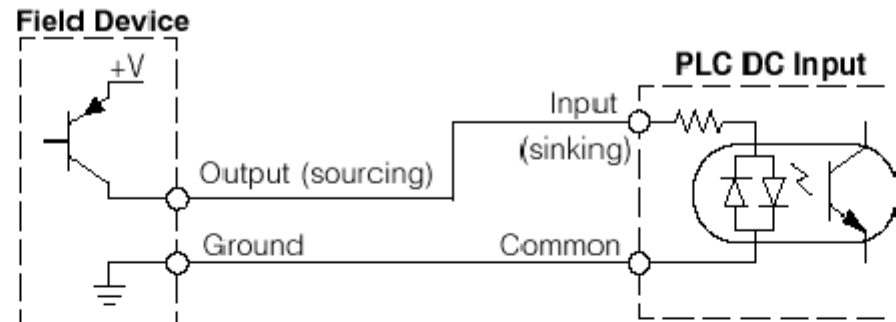 Field Device
+V
PLC DC Input
Input
(sinking)
Output (sourcing)
Ground
Common